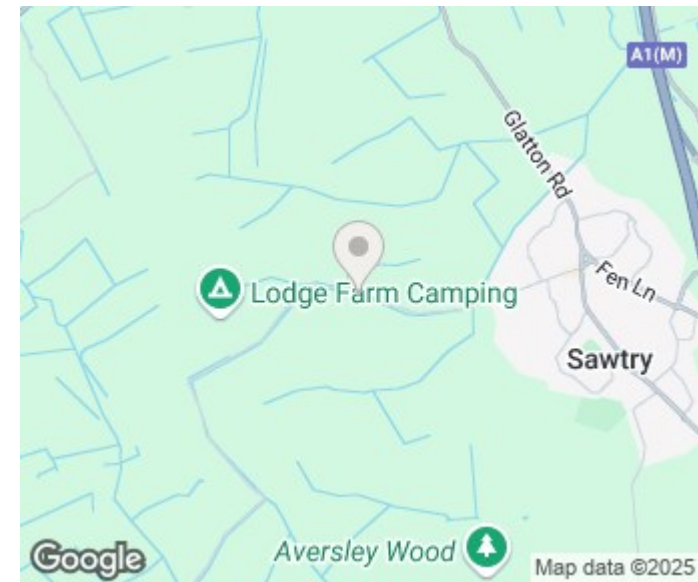 A1(M)
Glatton Rd
Lodge Farm Camping
Fen Ln
Sawtry
Aversley Wood
Google
Map data ©2025